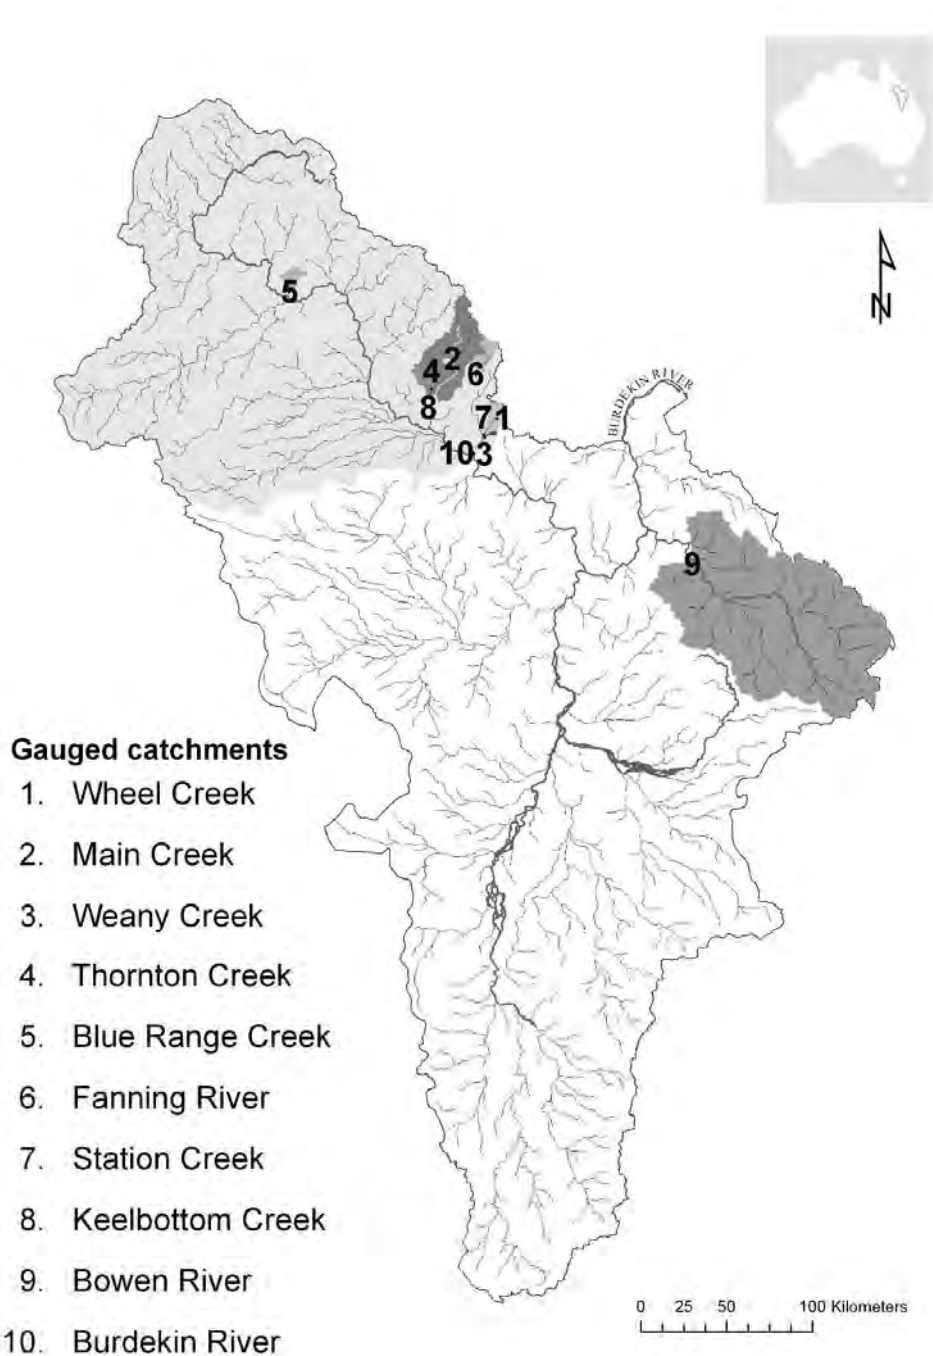 N
5
2
4
6
8
7
1
10
3
BURDEKIN RIVER
9
Gauged catchments
1. Wheel Creek
2. Main Creek
3. Weany Creek
4. Thornton Creek
5. Blue Range Creek
6. Fanning River
7. Station Creek
8. Keelbottom Creek
9. Bowen River
10. Burdekin River
0 25 50 100 Kilometers